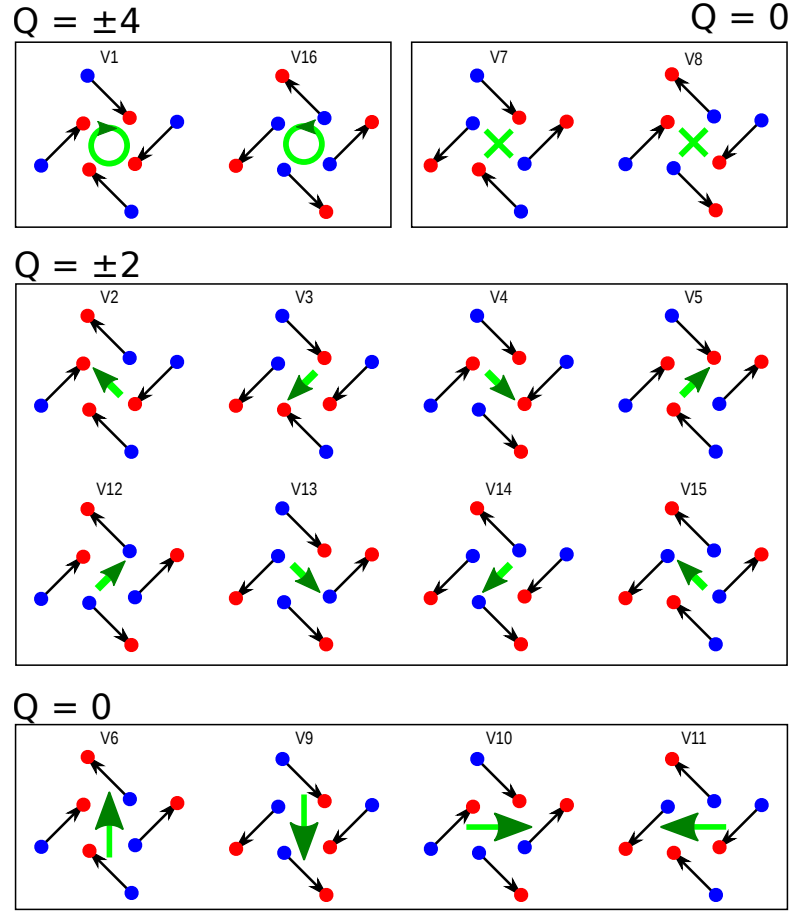 Q = ±4
Q = 0
V1
V16
V7
V8
Q = ±2
V2
V3
V4
V5
V12
V13
V14
V15
Q = 0
V6
V9
V10
V11